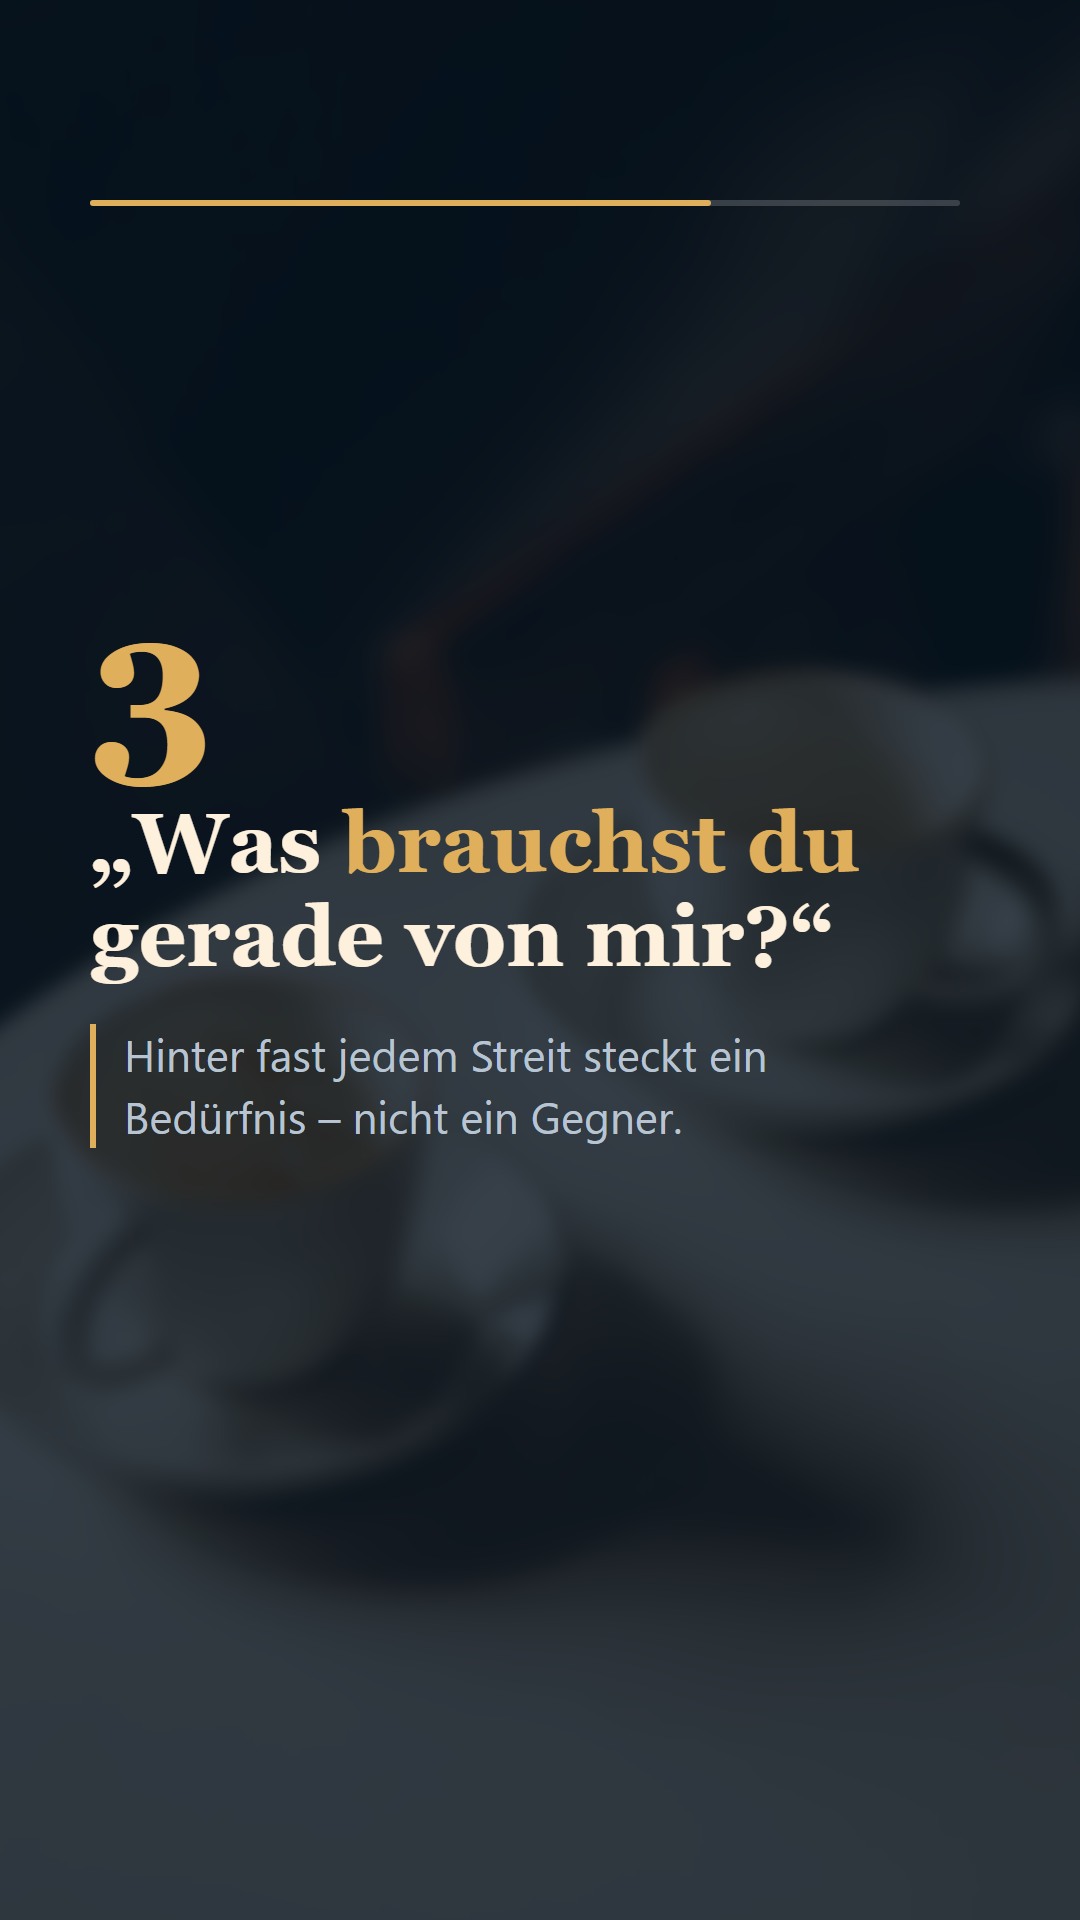 3
„Was brauchst du
gerade von mir?“
Hinter fast jedem Streit steckt ein
Bedürfnis – nicht ein Gegner.